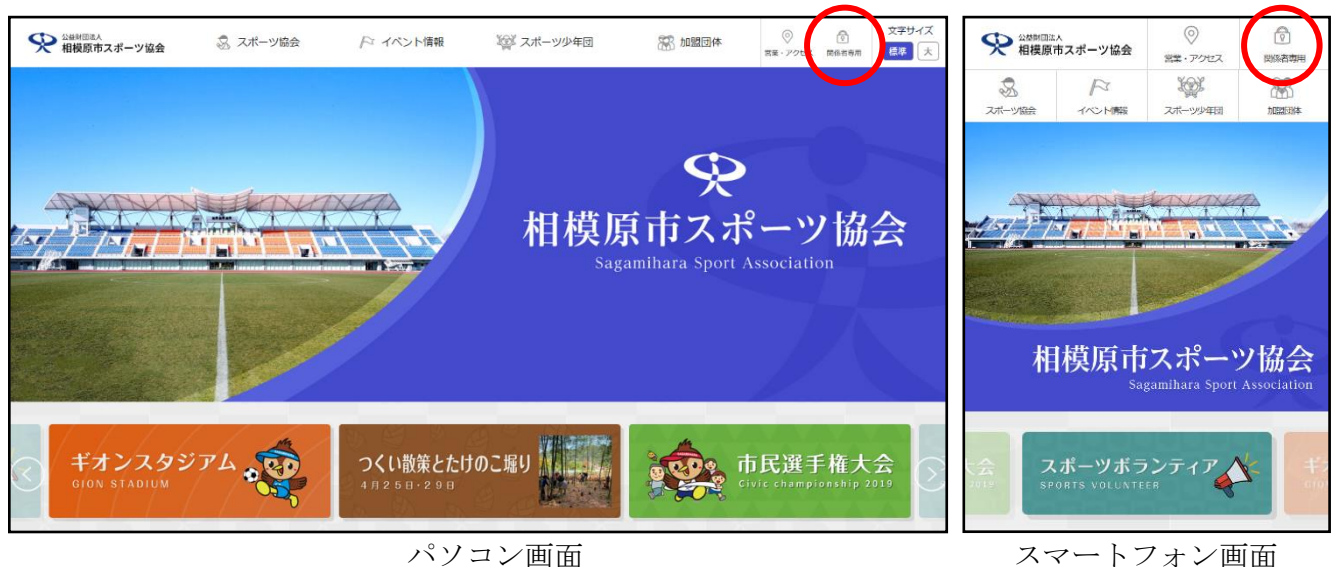 公益財団法人
相模原市スポーツ協会
スポーツ協会
イベント情報
スポーツ少年団
加盟団体
営業・アクセス
関係者専用
文字サイズ
標準
大
相模原市スポーツ協会
Sagamihara Sport Association
ギオンスタジアム
GION STADIUM
つくい散策とたけのこ堀り
4月25日・29日
市民選手権大会
Civic championship 2019
パソコン画面
公益財団法人
相模原市スポーツ協会
営業・アクセス
関係者専用
スポーツ協会
イベント情報
スポーツ少年団
加盟団体
相模原市スポーツ協会
Sagamihara Sport Association
大会
2019
スポーツボランティア
SPORTS VOLUNTEER
ギ
スマートフォン画面